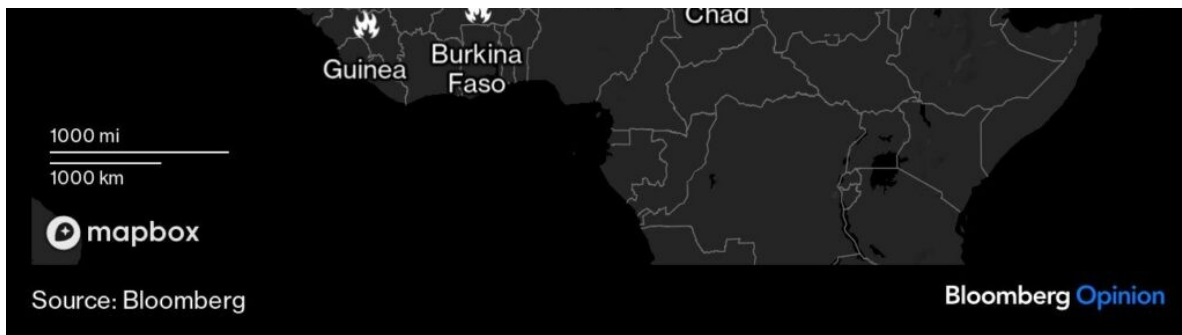 Chad
Burkina
Faso
Guinea
1000 mi
1000 km
mapbox
Source: Bloomberg
Bloomberg Opinion